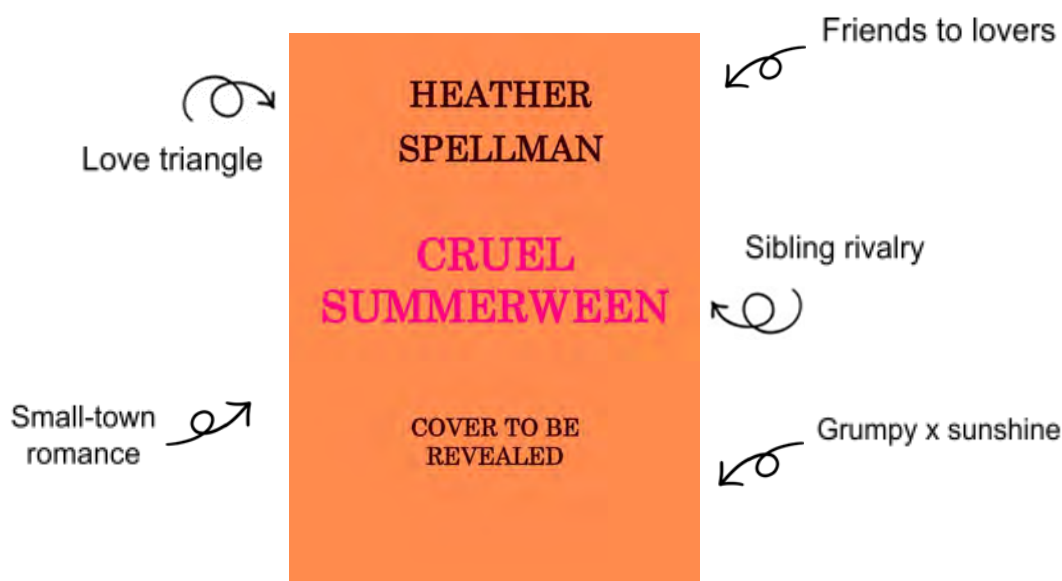 Friends to lovers
HEATHER
SPELLMAN
Love triangle
CRUEL
SUMMERWEEN
Sibling rivalry
Small-town
romance
COVER TO BE
REVEALED
Grumpy x sunshine